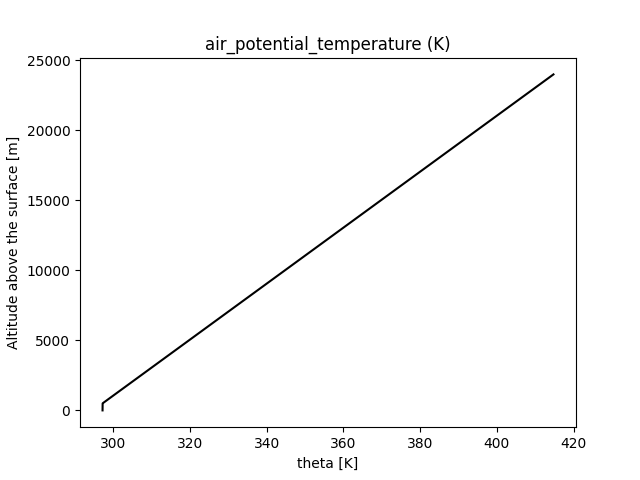 air_potential_temperature (K)
Altitude above the surface [m]
25000
20000
15000
10000
5000
0
300 320 340 360 380 400 420
theta [K]